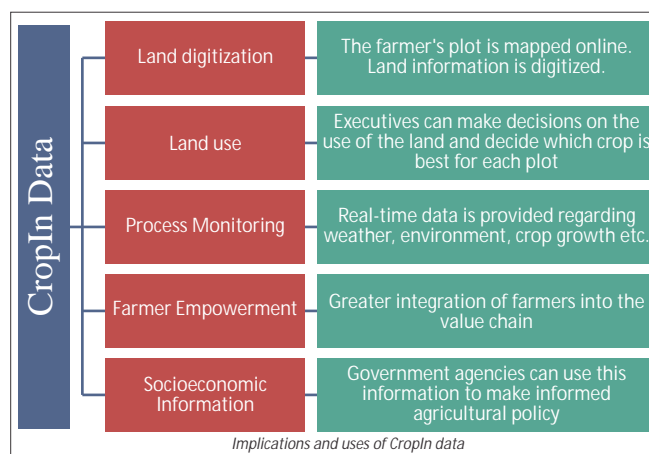 CropIn Data
Land digitization
The farmer's plot is mapped online.
Land information is digitized.
Land use
Executives can make decisions on the
use of the land and decide which crop is
best for each plot
Process Monitoring
Real-time data is provided regarding
weather, environment, crop growth etc.
Farmer Empowerment
Greater integration of farmers into the
value chain
Socioeconomic
Information
Government agencies can use this
information to make informed
agricultural policy
Implications and uses of CropIn data